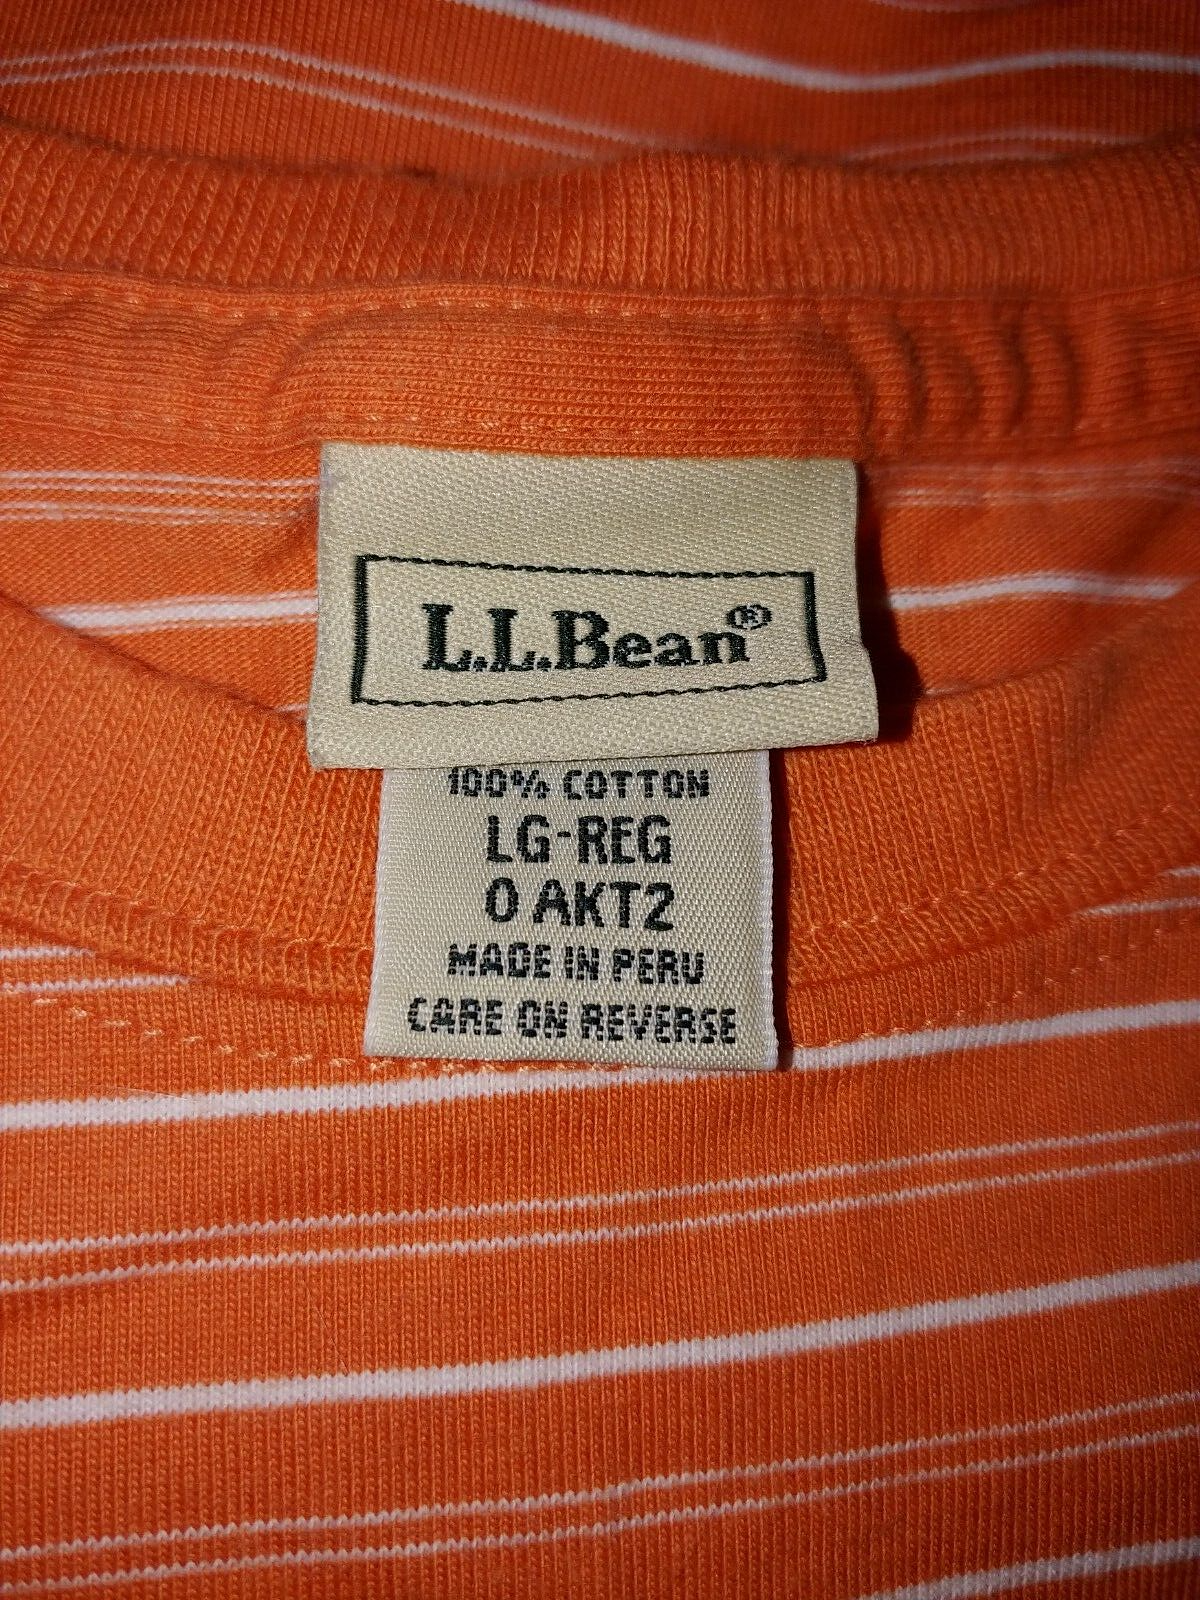 L.L.Bean®
100% COTTON
LG-REG
0 AKT2
MADE IN PERU
CARE ON REVERSE